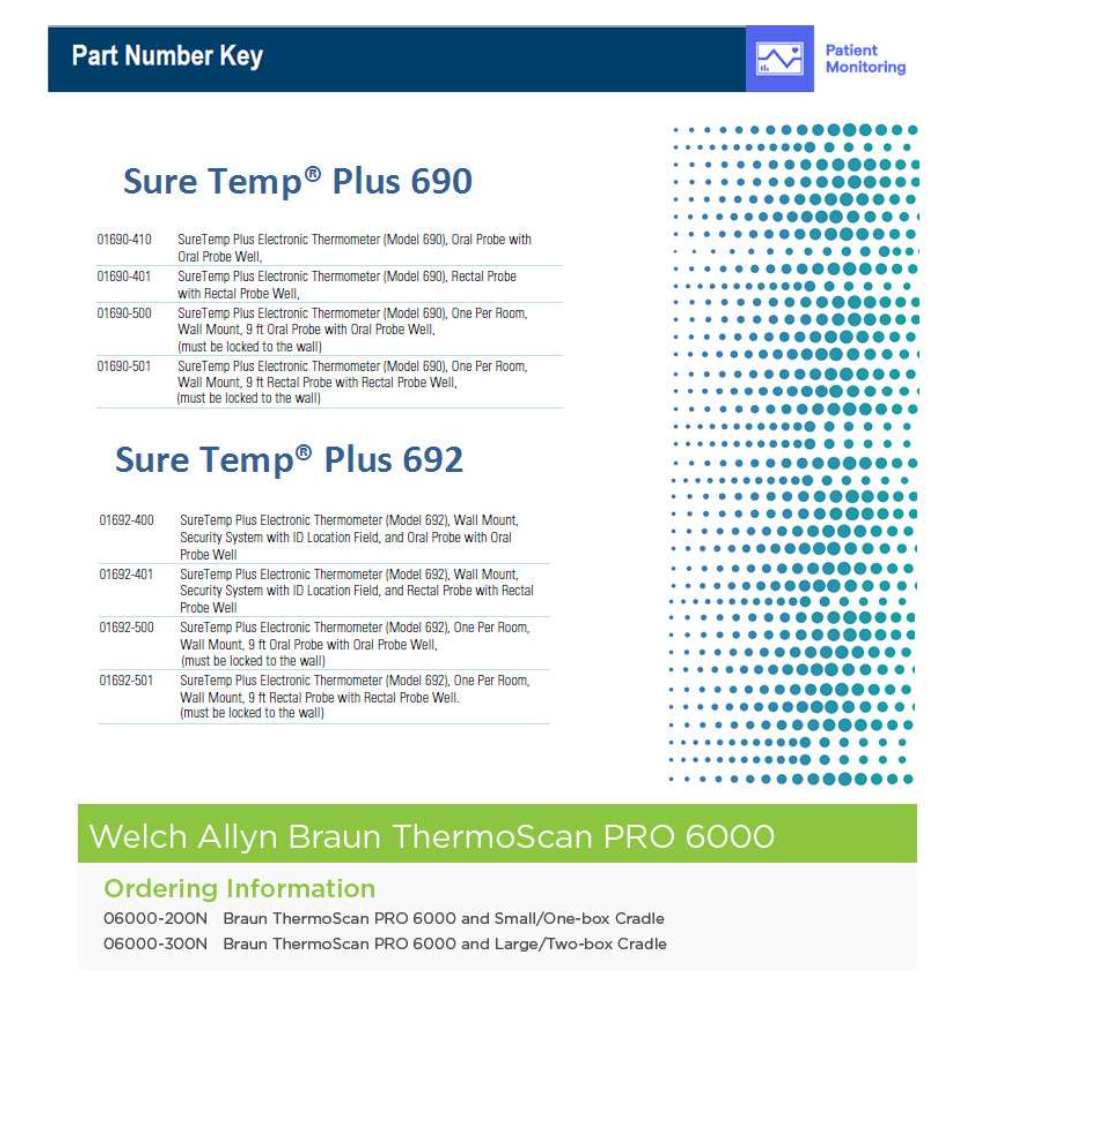 Part Number Key
Patient
Monitoring
Sure Temp® Plus 690
01690-410 SureTemp Plus Electronic Thermometer (Model 690), Oral Probe with
Oral Probe Well,
01690-401 SureTemp Plus Electronic Thermometer (Model 690), Rectal Probe
with Rectal Probe Well,
01690-500 SureTemp Plus Electronic Thermometer (Model 690), One Per Room,
Wall Mount, 9 ft Oral Probe with Oral Probe Well,
(must be locked to the wall)
01690-501 SureTemp Plus Electronic Thermometer (Model 690), One Per Room,
Wall Mount, 9 ft Rectal Probe with Rectal Probe Well,
(must be locked to the wall)
Sure Temp® Plus 692
01692-400 SureTemp Plus Electronic Thermometer (Model 692), Wall Mount,
Security System with ID Location Field, and Oral Probe with Oral
Probe Well
01692-401 SureTemp Plus Electronic Thermometer (Model 692), Wall Mount,
Security System with ID Location Field, and Rectal Probe with Rectal
Probe Well
01692-500 SureTemp Plus Electronic Thermometer (Model 692), One Per Room,
Wall Mount, 9 ft Oral Probe with Oral Probe Well,
(must be locked to the wall)
01692-501 SureTemp Plus Electronic Thermometer (Model 692), One Per Room,
Wall Mount, 9 ft Rectal Probe with Rectal Probe Well.
(must be locked to the wall)
Welch Allyn Braun ThermoScan PRO 6000
Ordering Information
06000-200N Braun ThermoScan PRO 6000 and Small/One-box Cradle
06000-300N Braun ThermoScan PRO 6000 and Large/Two-box Cradle